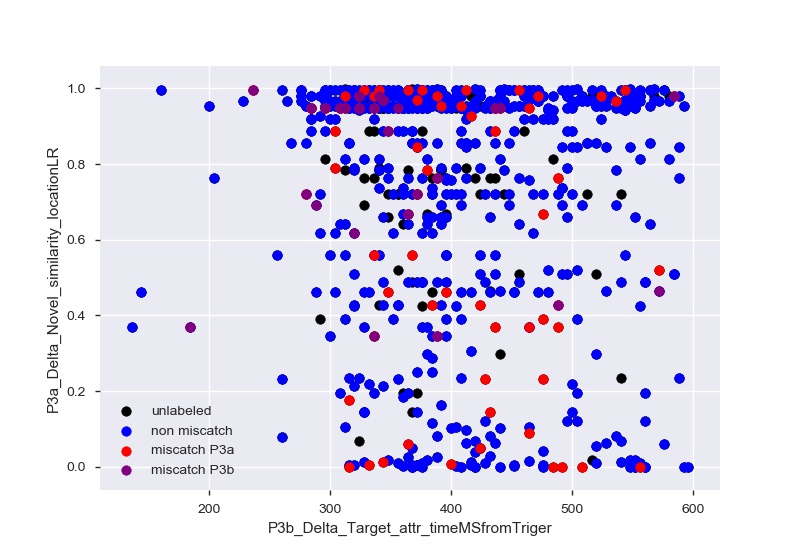 1.0
0.8
0.6
0.4
0.2
0.0
P3a_Delta_Novel_similarity_locationLR
unlabeled
non miscatch
miscatch P3a
miscatch P3b
200
300
400
500
600
P3b_Delta_Target_attr_timeMSfromTriger